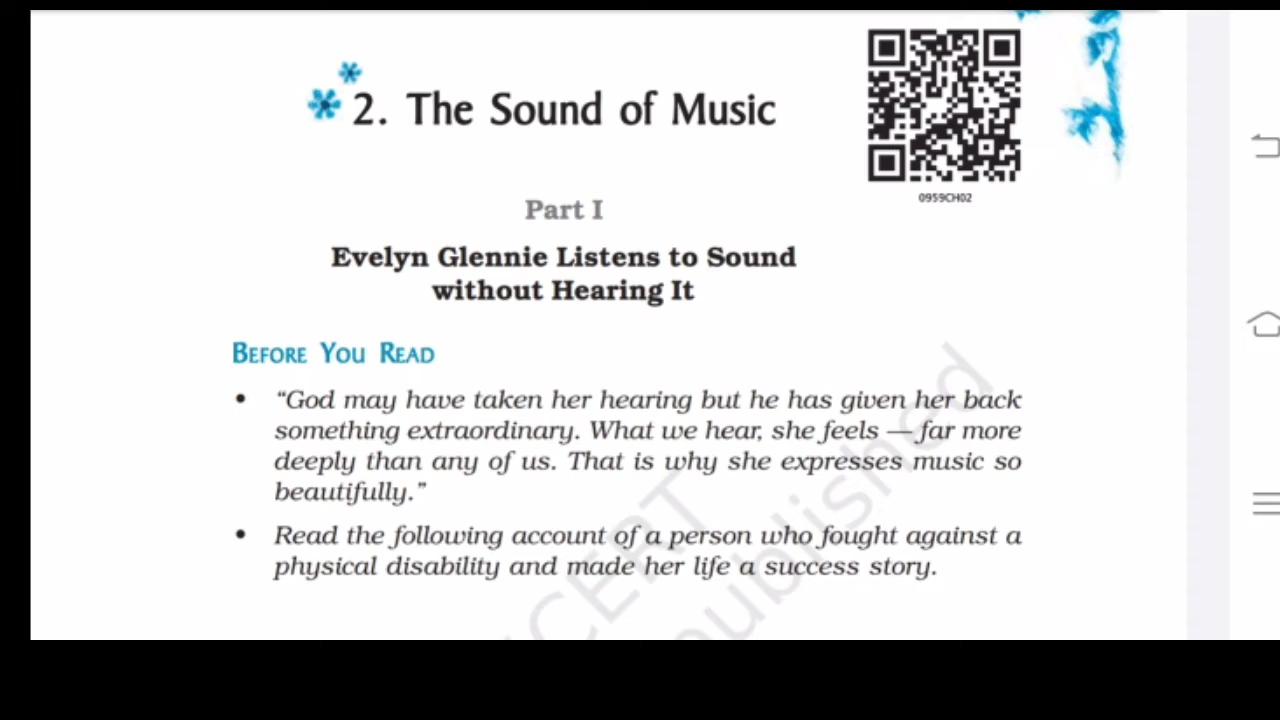 2. The Sound of Music
0959CH02
Part I
Evelyn Glennie Listens to Sound
without Hearing It
BEFORE YOU READ
• “God may have taken her hearing but he has given her back
something extraordinary. What we hear, she feels — far more
deeply than any of us. That is why she expresses music so
beautifully.”
• Read the following account of a person who fought against a
physical disability and made her life a success story.
CERT
published